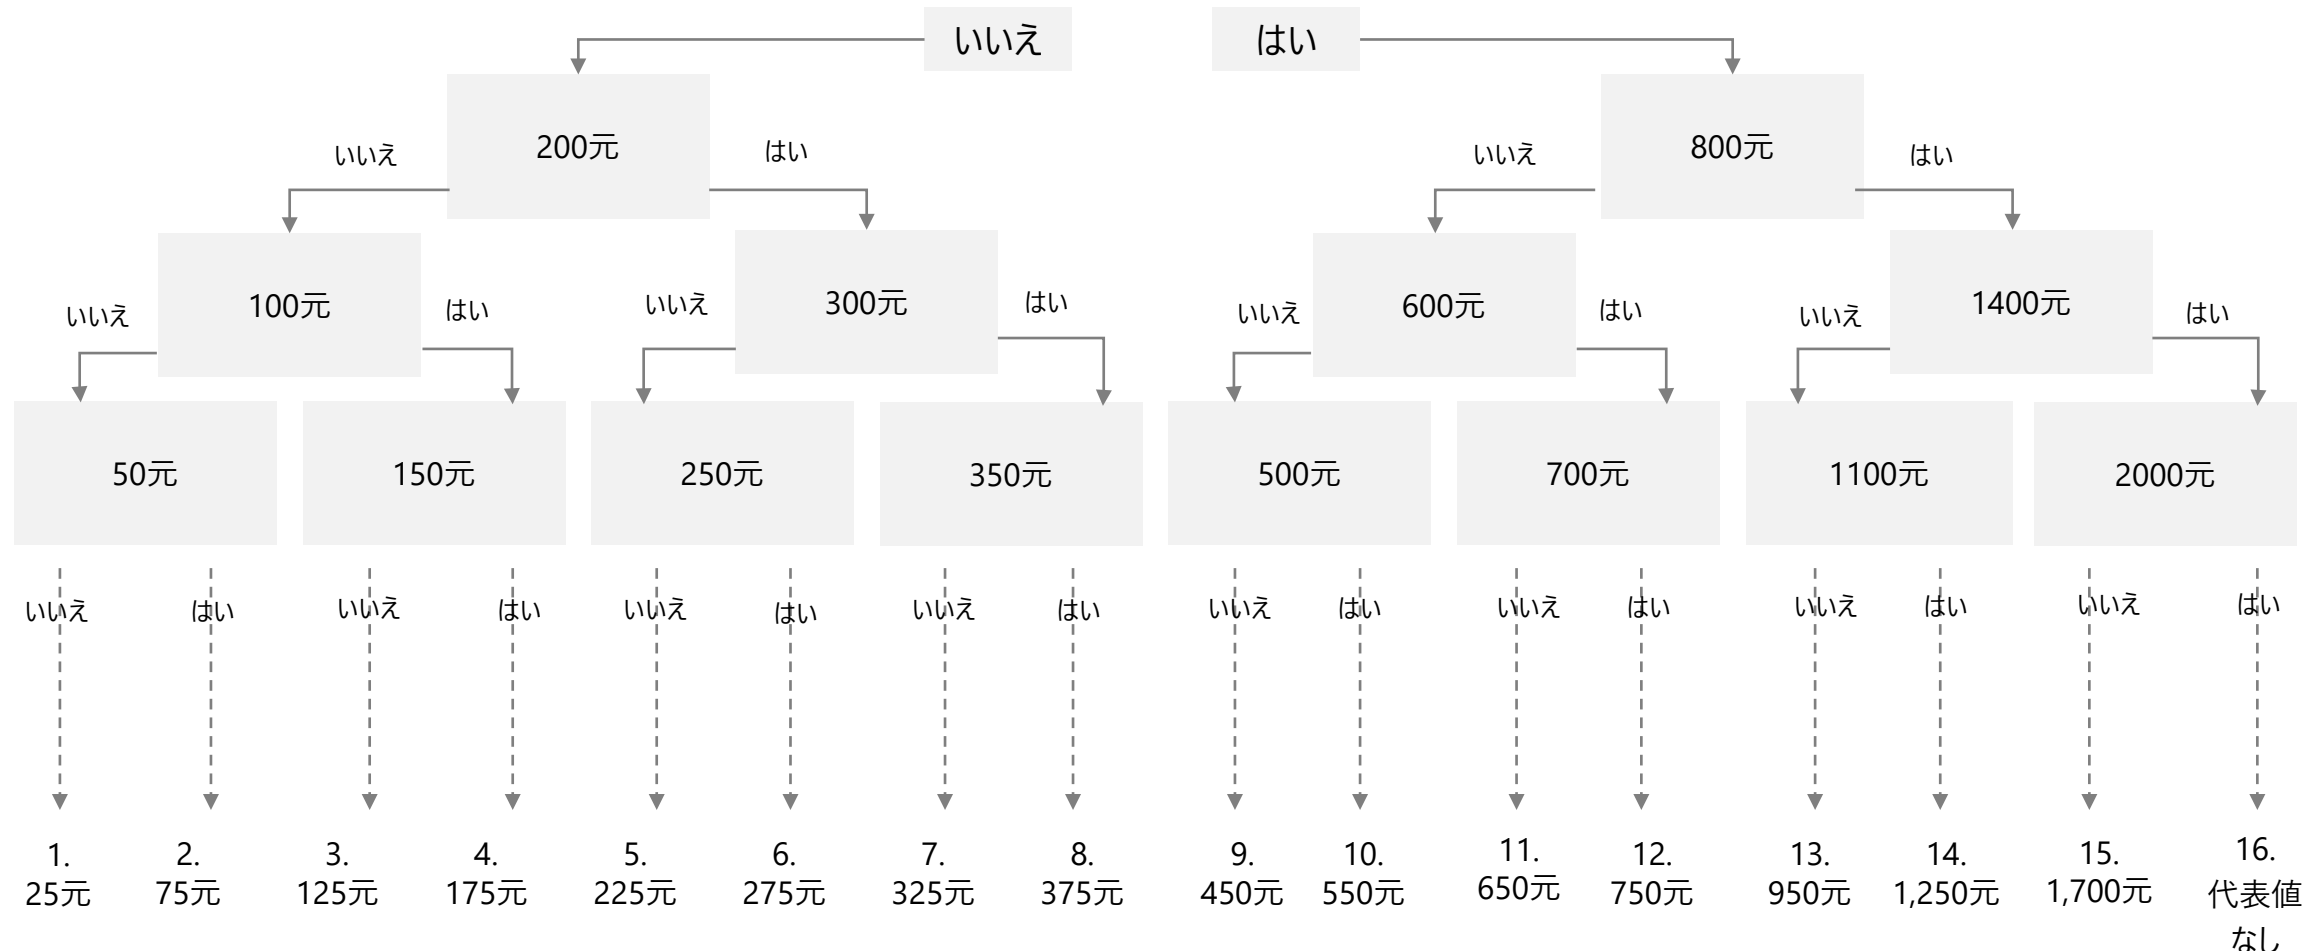 いいえ
はい
200元
800元
いいえ
はい
いいえ
はい
100元
300元
600元
1400元
いいえ
はい
いいえ
はい
いいえ
はい
いいえ
はい
50元
150元
250元
350元
500元
700元
1100元
2000元
いいえ
はい
いいえ
はい
いいえ
はい
いいえ
はい
いいえ
はい
いいえ
はい
いいえ
はい
いいえ
はい
1.
25元
2.
75元
3.
125元
4.
175元
5.
225元
6.
275元
7.
325元
8.
375元
9.
450元
10.
550元
11.
650元
12.
750元
13.
950元
14.
1,250元
15.
1,700元
16.
代表値
なし